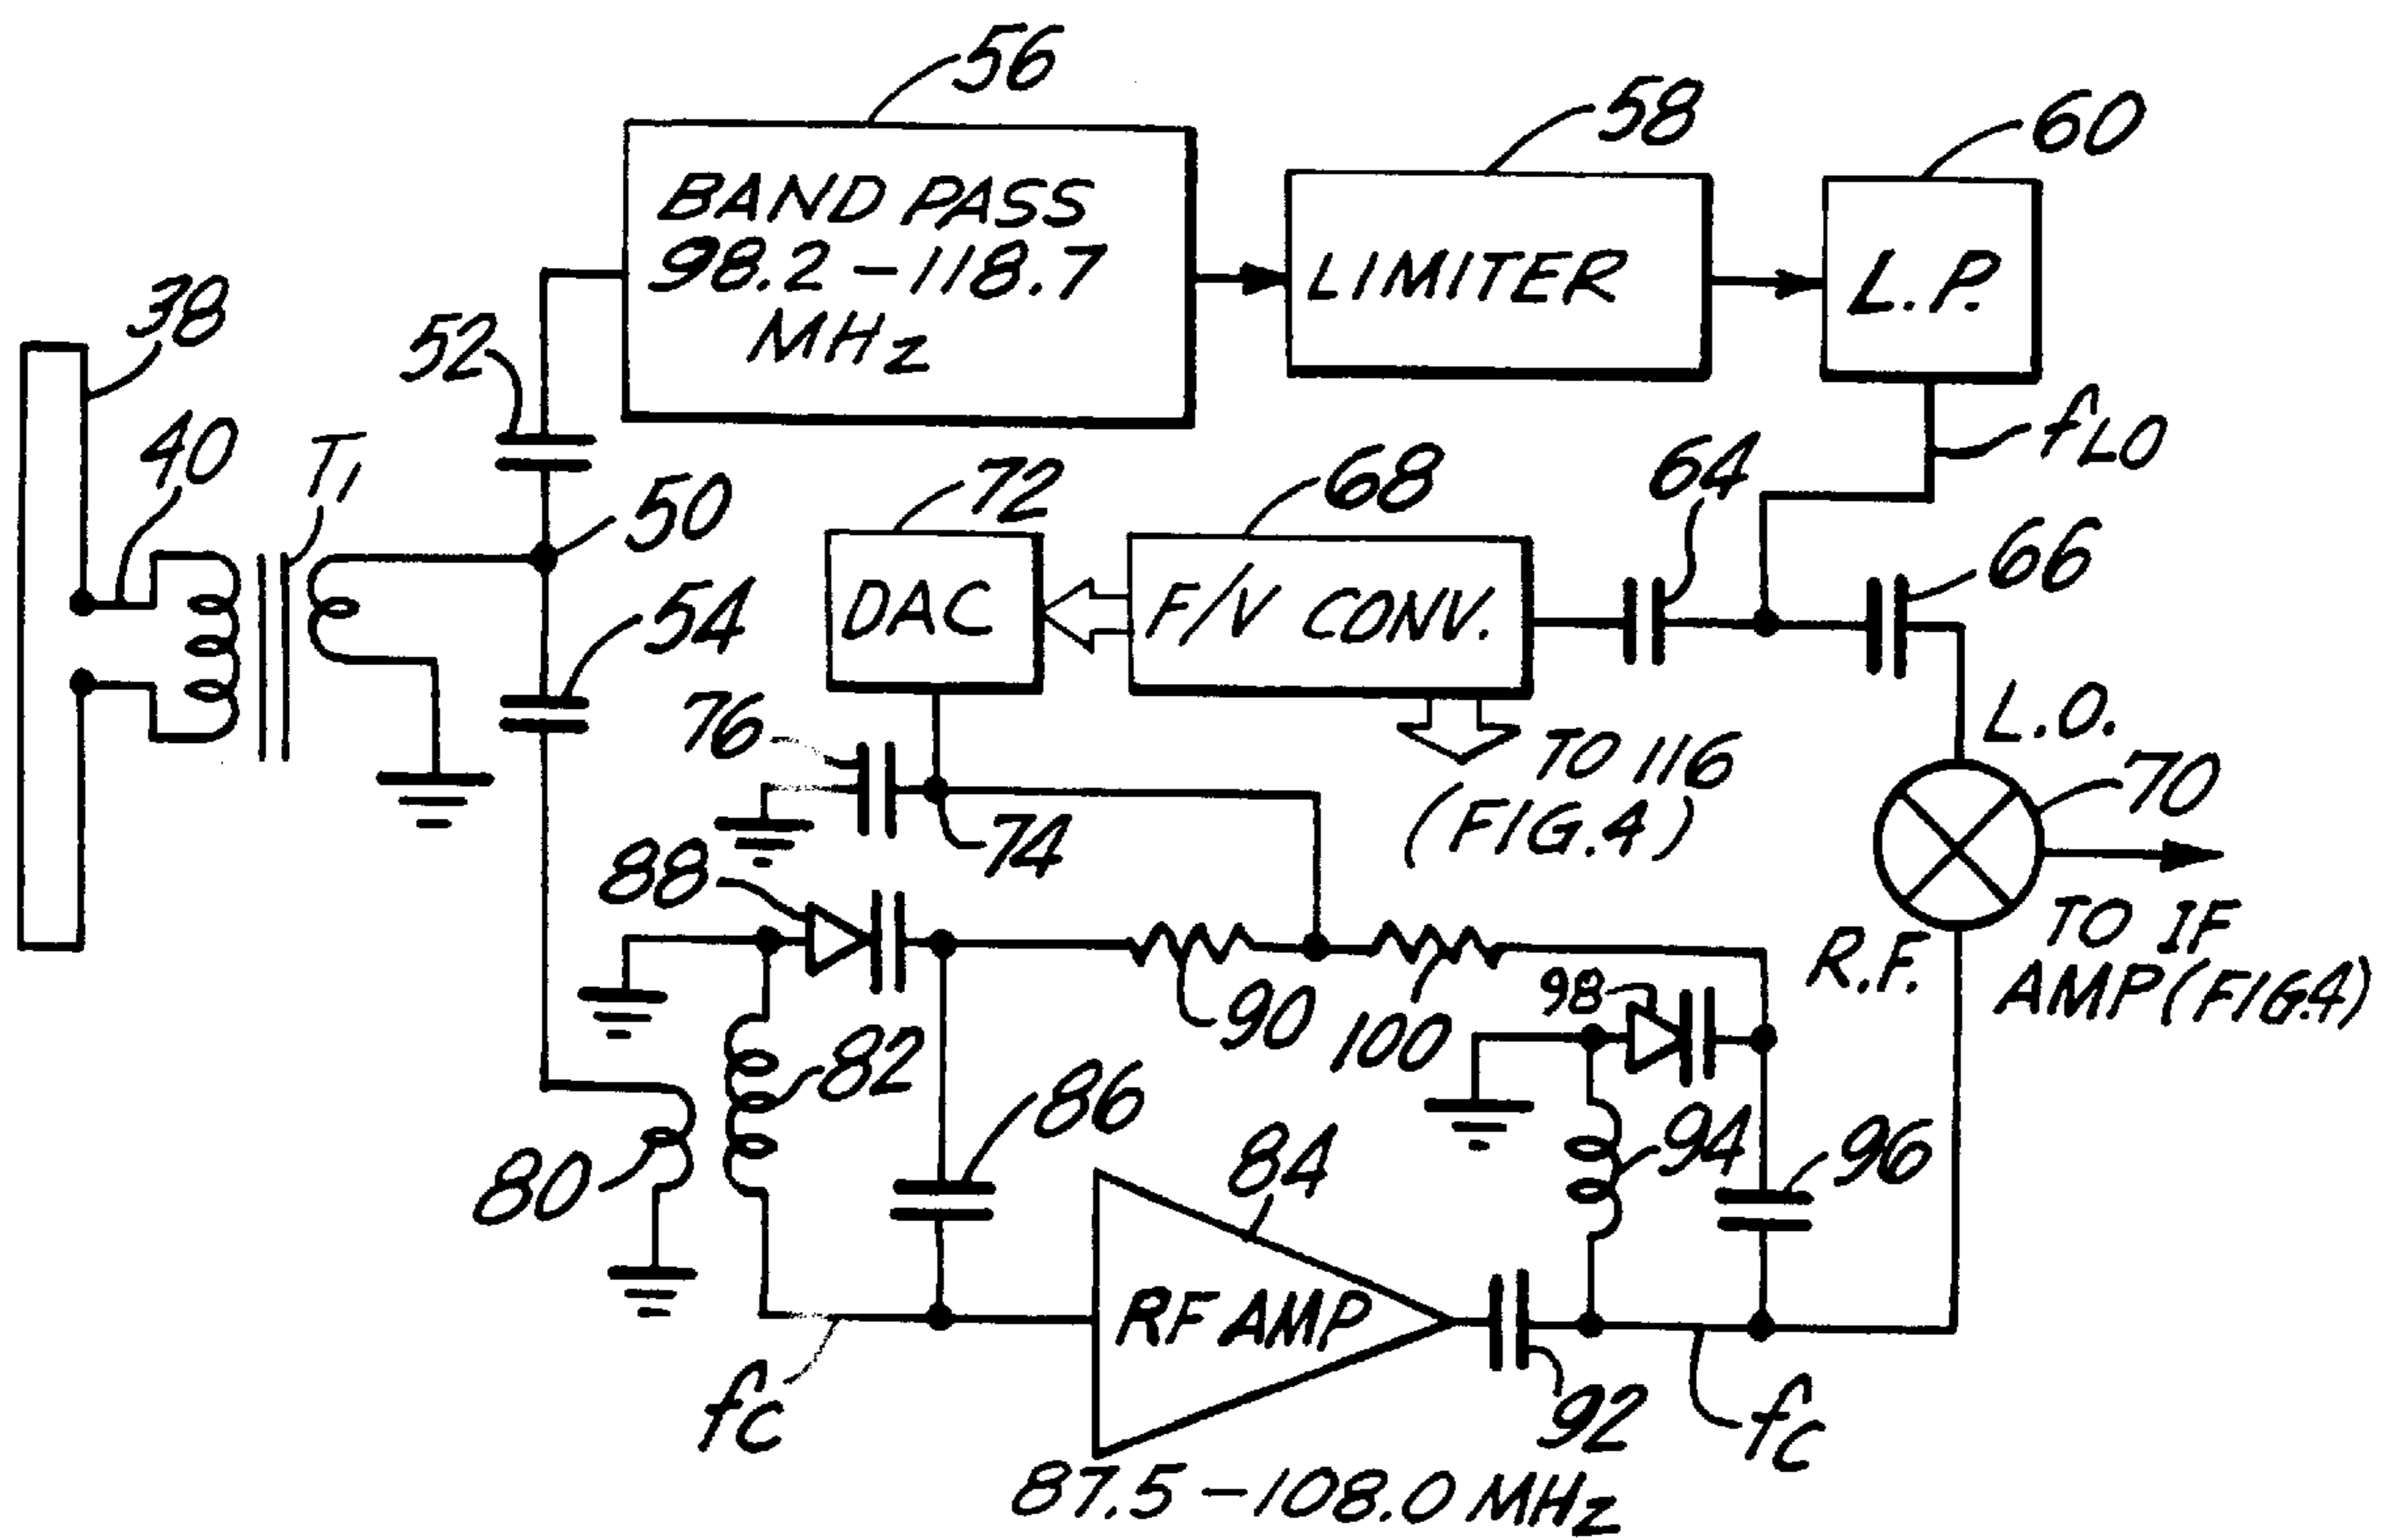 56
58
60
BAND PASS
98.2-118.7
MHz
LIMITER
L.P.
38
52
40
T1
50
72
68
64
fLO
66
DAC
F/V CONV.
54
76
74
TO 116
(FIG.4)
L.O.
70
88
R.F.
TO IF
AMP (FIG.4)
90
100
98
82
86
84
94
96
80
RF AMP
fc
92
fc
87.5-108.0 MHz